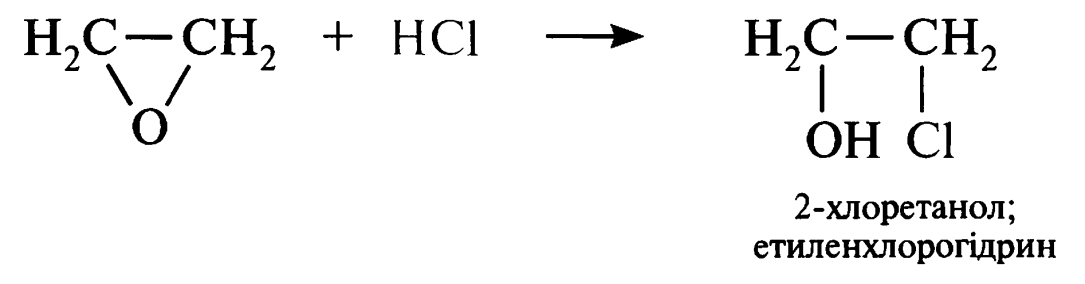 H₂C—CH₂ + HCl → H₂C—CH₂
O OH Cl
2-хлоретанол;
етиленхлорогідрин